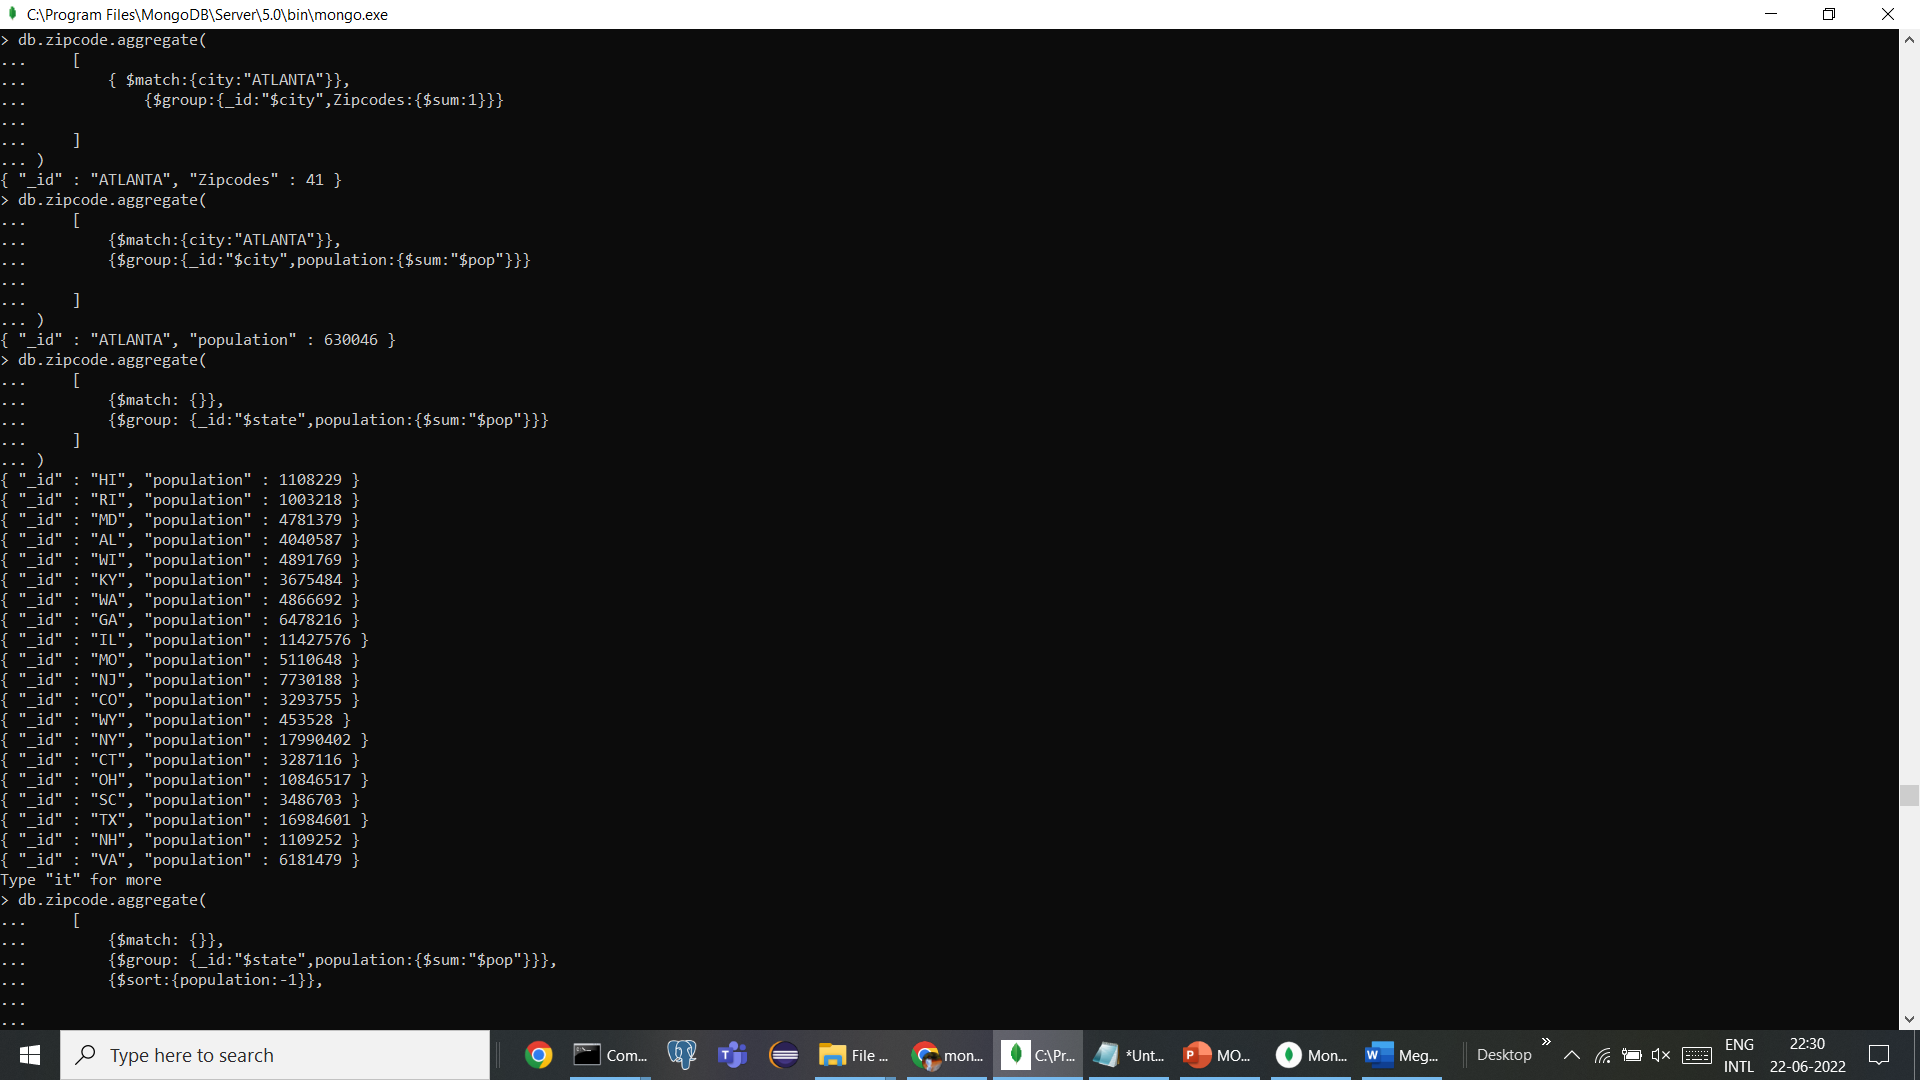 C:\Program Files\MongoDB\Server\5.0\bin\mongo.exe
> db.zipcode.aggregate(
...     [
...         { $match:{city:"ATLANTA"}},
...             {$group:{_id:"$city",Zipcodes:{$sum:1}}}
...
...     ]
... )
{ "_id" : "ATLANTA", "Zipcodes" : 41 }
> db.zipcode.aggregate(
...     [
...         {$match:{city:"ATLANTA"}},
...         {$group:{_id:"$city",population:{$sum:"$pop"}}}
...
...     ]
... )
{ "_id" : "ATLANTA", "population" : 630046 }
> db.zipcode.aggregate(
...     [
...         {$match: {}},
...         {$group: {_id:"$state",population:{$sum:"$pop"}}}
...     ]
... )
{ "_id" : "HI", "population" : 1108229 }
{ "_id" : "RI", "population" : 1003218 }
{ "_id" : "MD", "population" : 4781379 }
{ "_id" : "AL", "population" : 4040587 }
{ "_id" : "WI", "population" : 4891769 }
{ "_id" : "KY", "population" : 3675484 }
{ "_id" : "WA", "population" : 4866692 }
{ "_id" : "GA", "population" : 6478216 }
{ "_id" : "IL", "population" : 11427576 }
{ "_id" : "MO", "population" : 5110648 }
{ "_id" : "NJ", "population" : 7730188 }
{ "_id" : "CO", "population" : 3293755 }
{ "_id" : "WY", "population" : 453528 }
{ "_id" : "NY", "population" : 17990402 }
{ "_id" : "CT", "population" : 3287116 }
{ "_id" : "OH", "population" : 10846517 }
{ "_id" : "SC", "population" : 3486703 }
{ "_id" : "TX", "population" : 16984601 }
{ "_id" : "NH", "population" : 1109252 }
{ "_id" : "VA", "population" : 6181479 }
Type "it" for more
> db.zipcode.aggregate(
...     [
...         {$match: {}},
...         {$group: {_id:"$state",population:{$sum:"$pop"}}},
...         {$sort:{population:-1}},
...
...
Type here to search
Com...
File ...
mon...
C:\Pr...
*Unt...
MO...
Mon...
Meg...
Desktop
ENG
INTL
22:30
22-06-2022